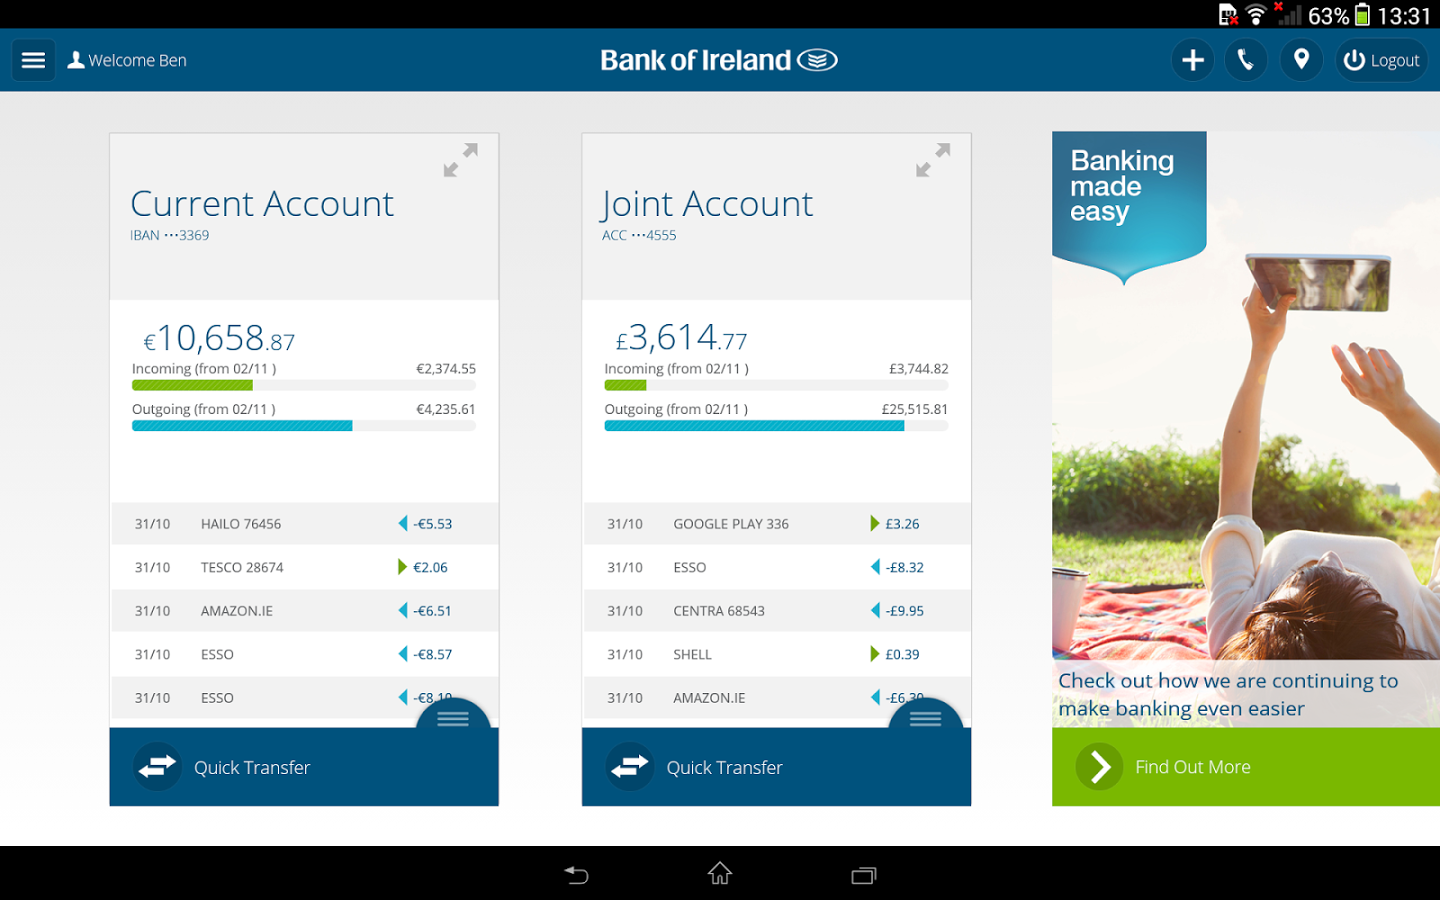 63% 13:31
Welcome Ben
Bank of Ireland
Logout
Current Account
IBAN ···3369
€10,658.87
Incoming (from 02/11 ) €2,374.55
Outgoing (from 02/11 ) €4,235.61
31/10 HAILO 76456 -€5.53
31/10 TESCO 28674 €2.06
31/10 AMAZON.IE -€6.51
31/10 ESSO -€8.57
31/10 ESSO -€8.10
Quick Transfer
Joint Account
ACC ···4555
£3,614.77
Incoming (from 02/11 ) £3,744.82
Outgoing (from 02/11 ) £25,515.81
31/10 GOOGLE PLAY 336 £3.26
31/10 ESSO -£8.32
31/10 CENTRA 68543 -£9.95
31/10 SHELL £0.39
31/10 AMAZON.IE
Quick Transfer
Banking
made
easy
Check out how we are continuing to
make banking even easier
Find Out More